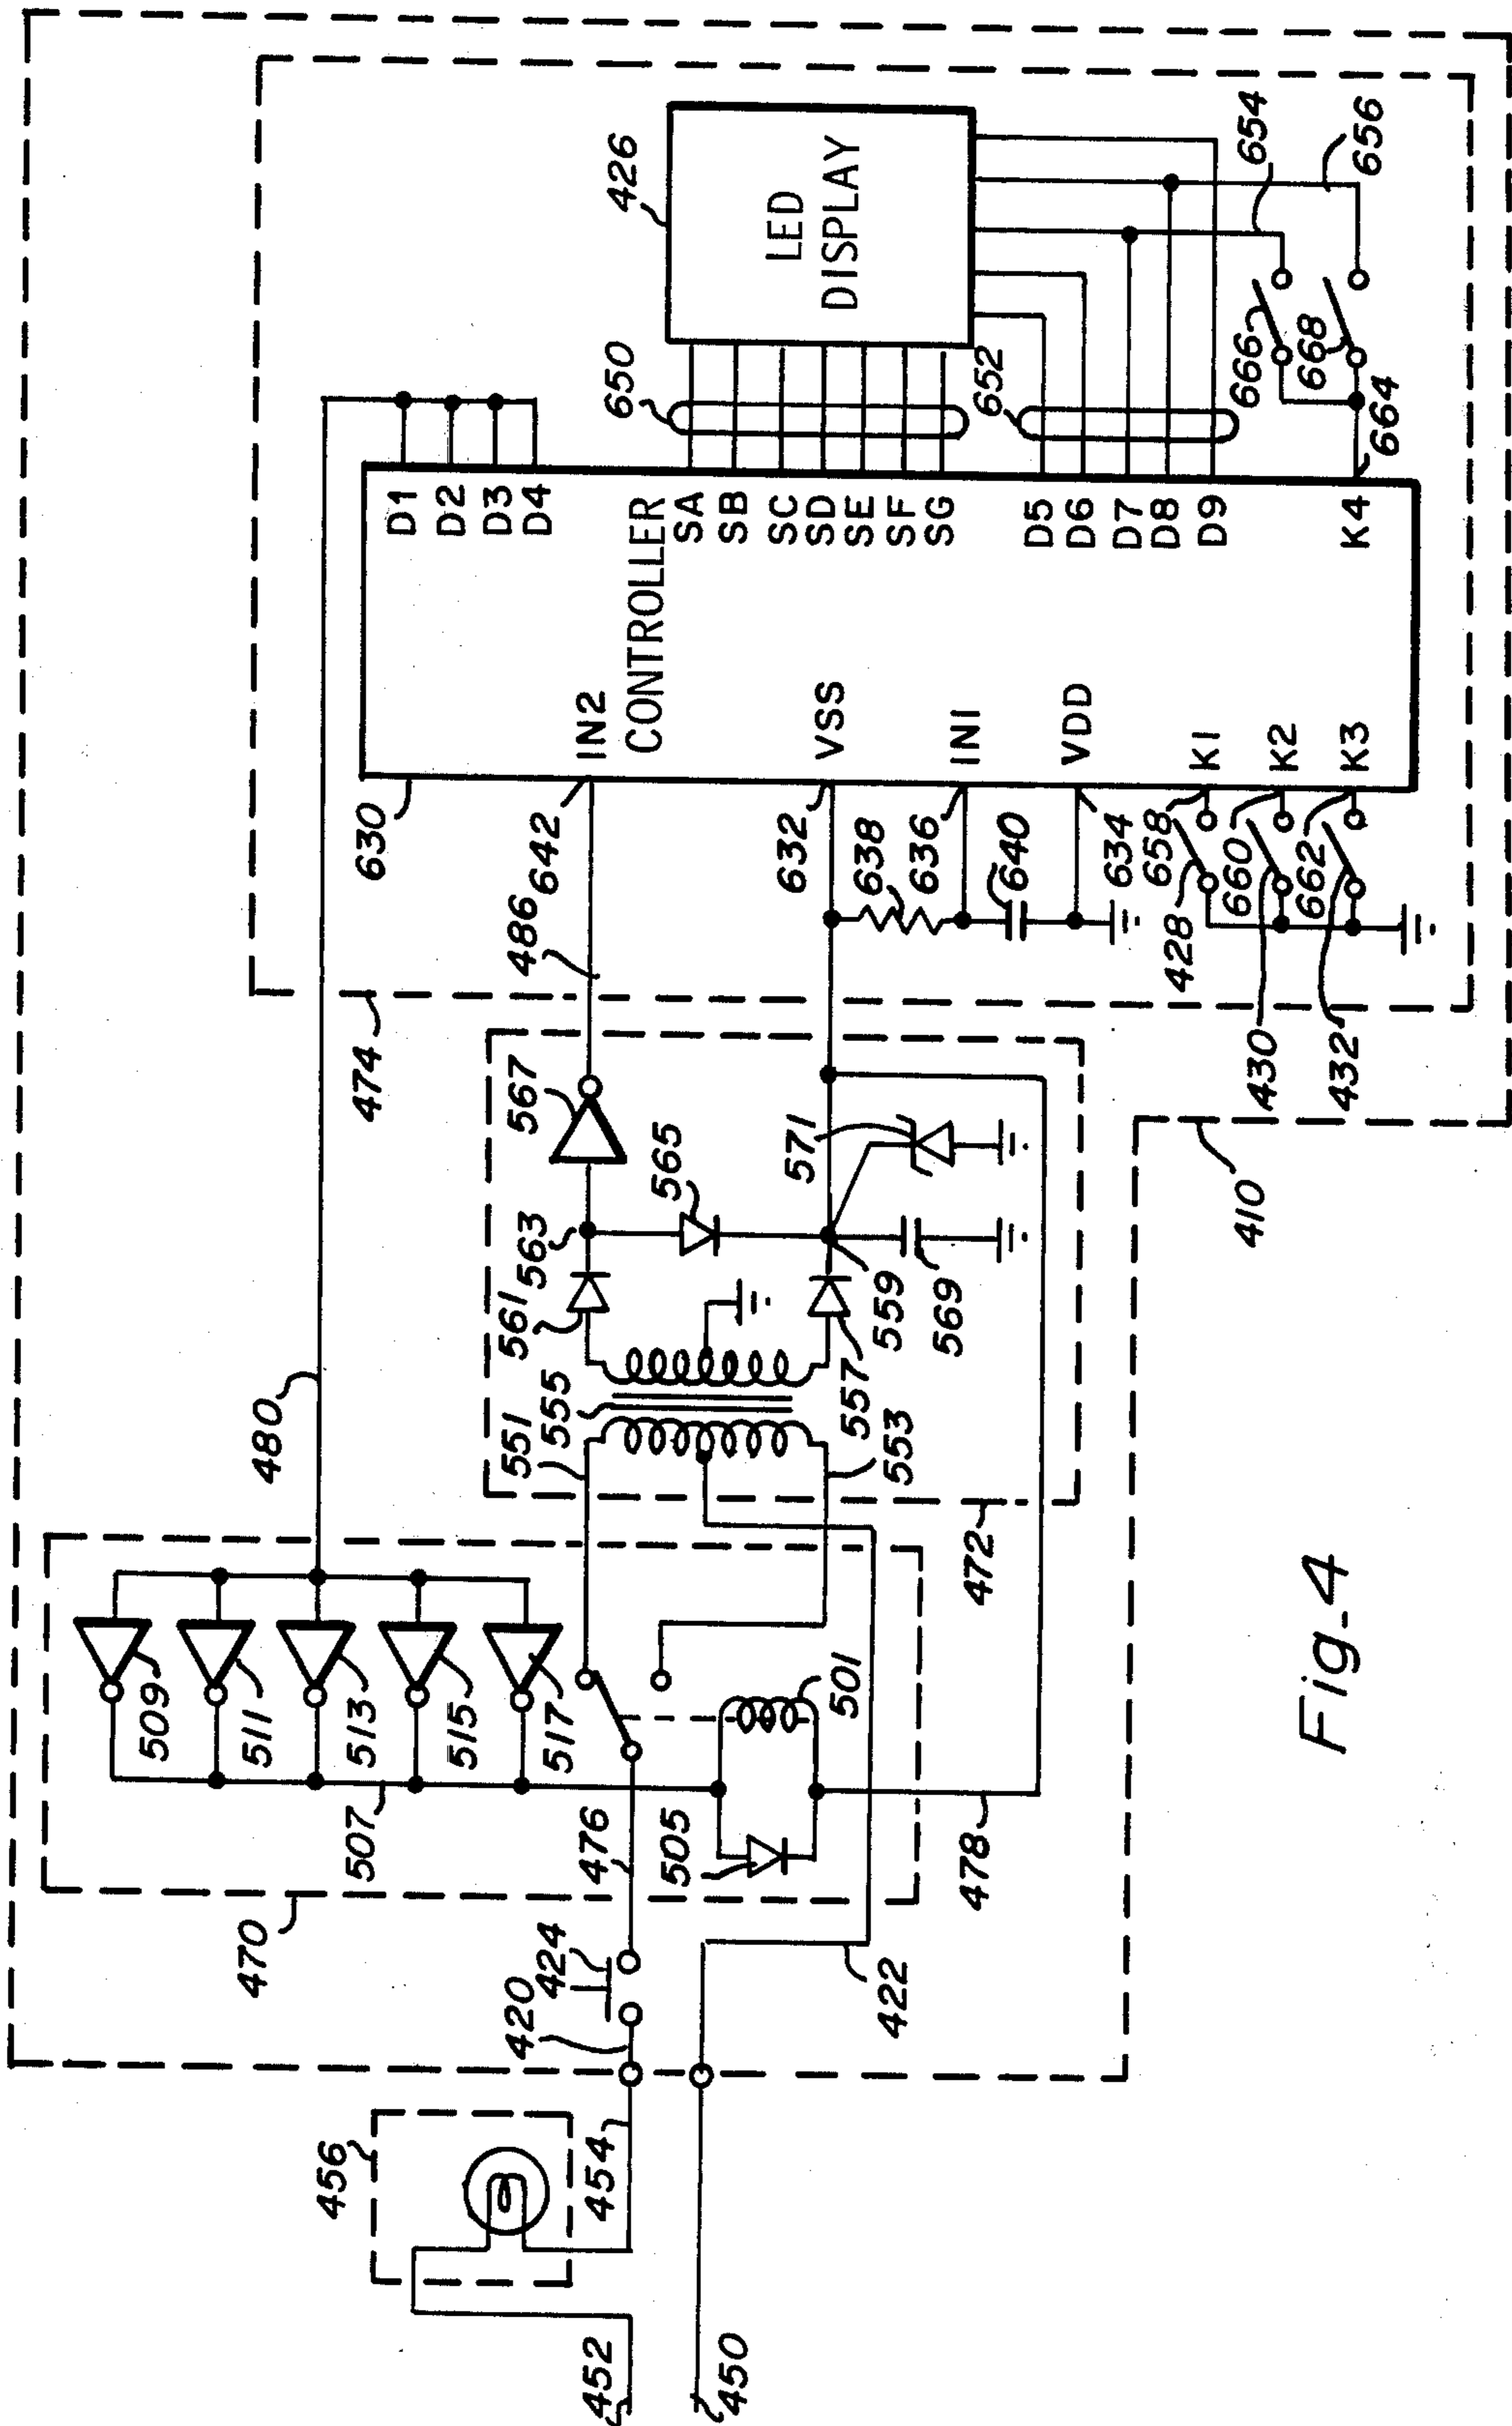 474
630
IN2
CONTROLLER
D1
D2
D3
D4
480
486
642
SA
SB
SC
SD
SE
SF
SG
650
426
LED
DISPLAY
652
D5
D6
D7
D8
D9
K4
654
656
666
668
664
632
VSS
638
636
IN1
640
VDD
634
658
K1
428
660
K2
430
662
K3
432
567
565
563
561
571
559
569
557
555
551
553
472
410
509
511
513
515
517
507
501
505
476
478
470
424
420
422
456
454
452
450
Fig_4